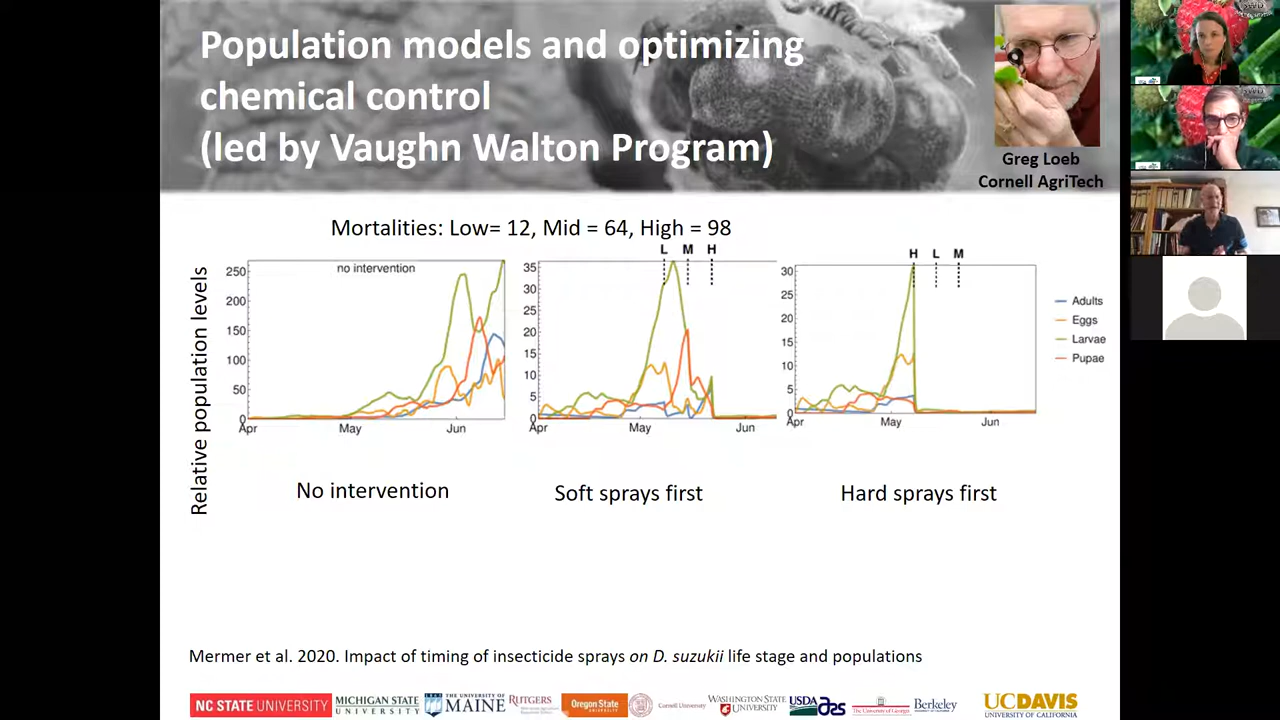 Population models and optimizing
chemical control
(led by Vaughn Walton Program)
Greg Loeb
Cornell AgriTech
Mortalities: Low= 12, Mid = 64, High = 98
Relative population levels
no intervention
250
200
150
100
50
0
Apr May Jun
L M H
35
30
25
20
15
10
5
0
Apr May Jun
H L M
30
25
20
15
10
5
0
Apr May Jun
Adults
Eggs
Larvae
Pupae
No intervention
Soft sprays first
Hard sprays first
Mermer et al. 2020. Impact of timing of insecticide sprays on D. suzukii life stage and populations
NC STATE UNIVERSITY
MICHIGAN STATE
UNIVERSITY
THE UNIVERSITY OF
MAINE
RUTGERS
Oregon State
Cornell University
WASHINGTON STATE
UNIVERSITY
USDA
Berkeley
UCDAVIS
UNIVERSITY OF CALIFORNIA